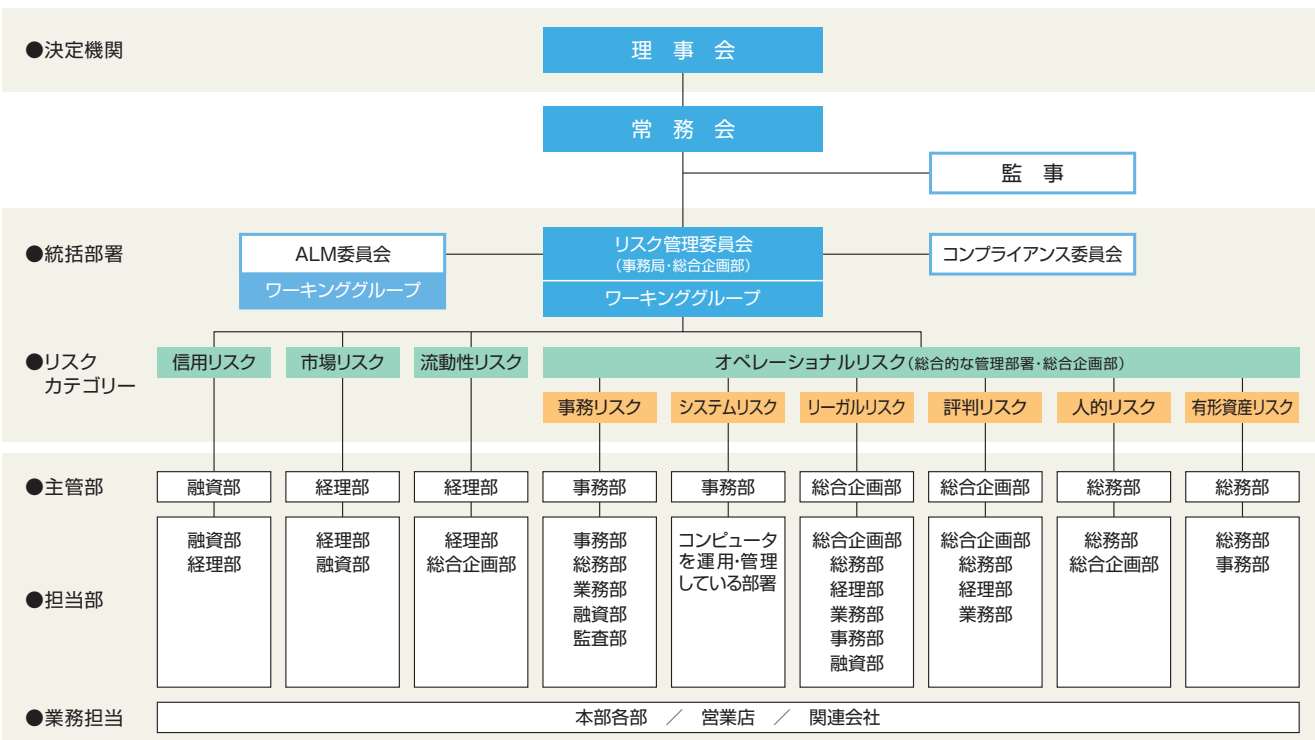 ●決定機関
理 事 会
常 務 会
監 事
●統括部署
ALM委員会
ワーキンググループ
リスク管理委員会
(事務局・総合企画部)
ワーキンググループ
コンプライアンス委員会
●リスク
カテゴリー
信用リスク
市場リスク
流動性リスク
オペレーショナルリスク(総合的な管理部署・総合企画部)
事務リスク
システムリスク
リーガルリスク
評判リスク
人的リスク
有形資産リスク
●主管部
融資部
経理部
経理部
事務部
事務部
総合企画部
総合企画部
総務部
総務部
●担当部
融資部
経理部
経理部
融資部
経理部
総合企画部
事務部
総務部
業務部
融資部
監査部
コンピュータ
を運用・管理
している部署
総合企画部
総務部
経理部
業務部
事務部
融資部
総合企画部
総務部
経理部
業務部
総務部
総合企画部
総務部
事務部
●業務担当
本部各部 ／ 営業店 ／ 関連会社